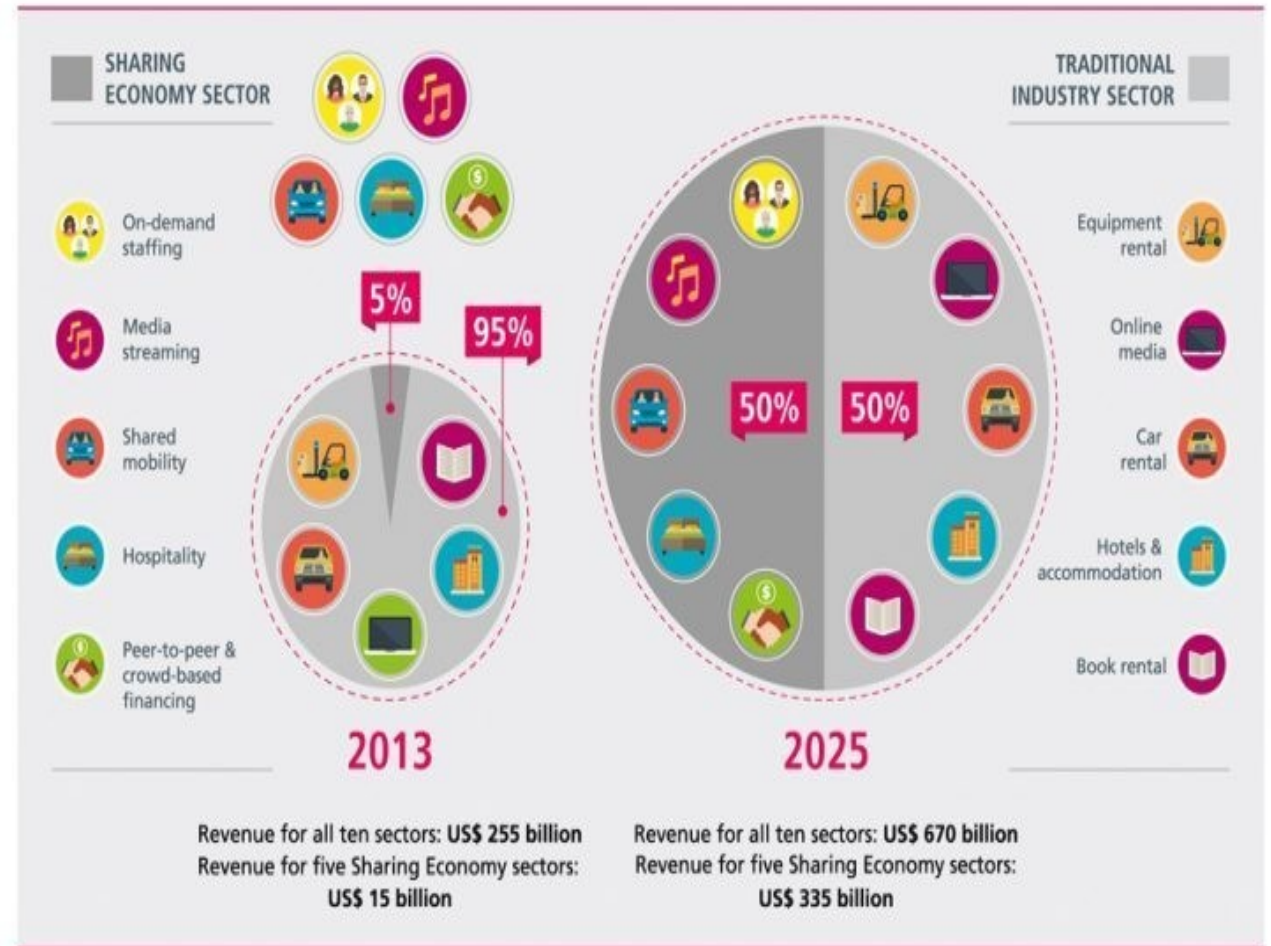 SHARING
ECONOMY SECTOR
TRADITIONAL
INDUSTRY SECTOR
On-demand
staffing
Media
streaming
Shared
mobility
Hospitality
Peer-to-peer &
crowd-based
financing
5%
95%
50%
50%
Equipment
rental
Online
media
Car
rental
Hotels &
accommodation
Book rental
2013
2025
Revenue for all ten sectors: US$ 255 billion
Revenue for five Sharing Economy sectors:
US$ 15 billion
Revenue for all ten sectors: US$ 670 billion
Revenue for five Sharing Economy sectors:
US$ 335 billion